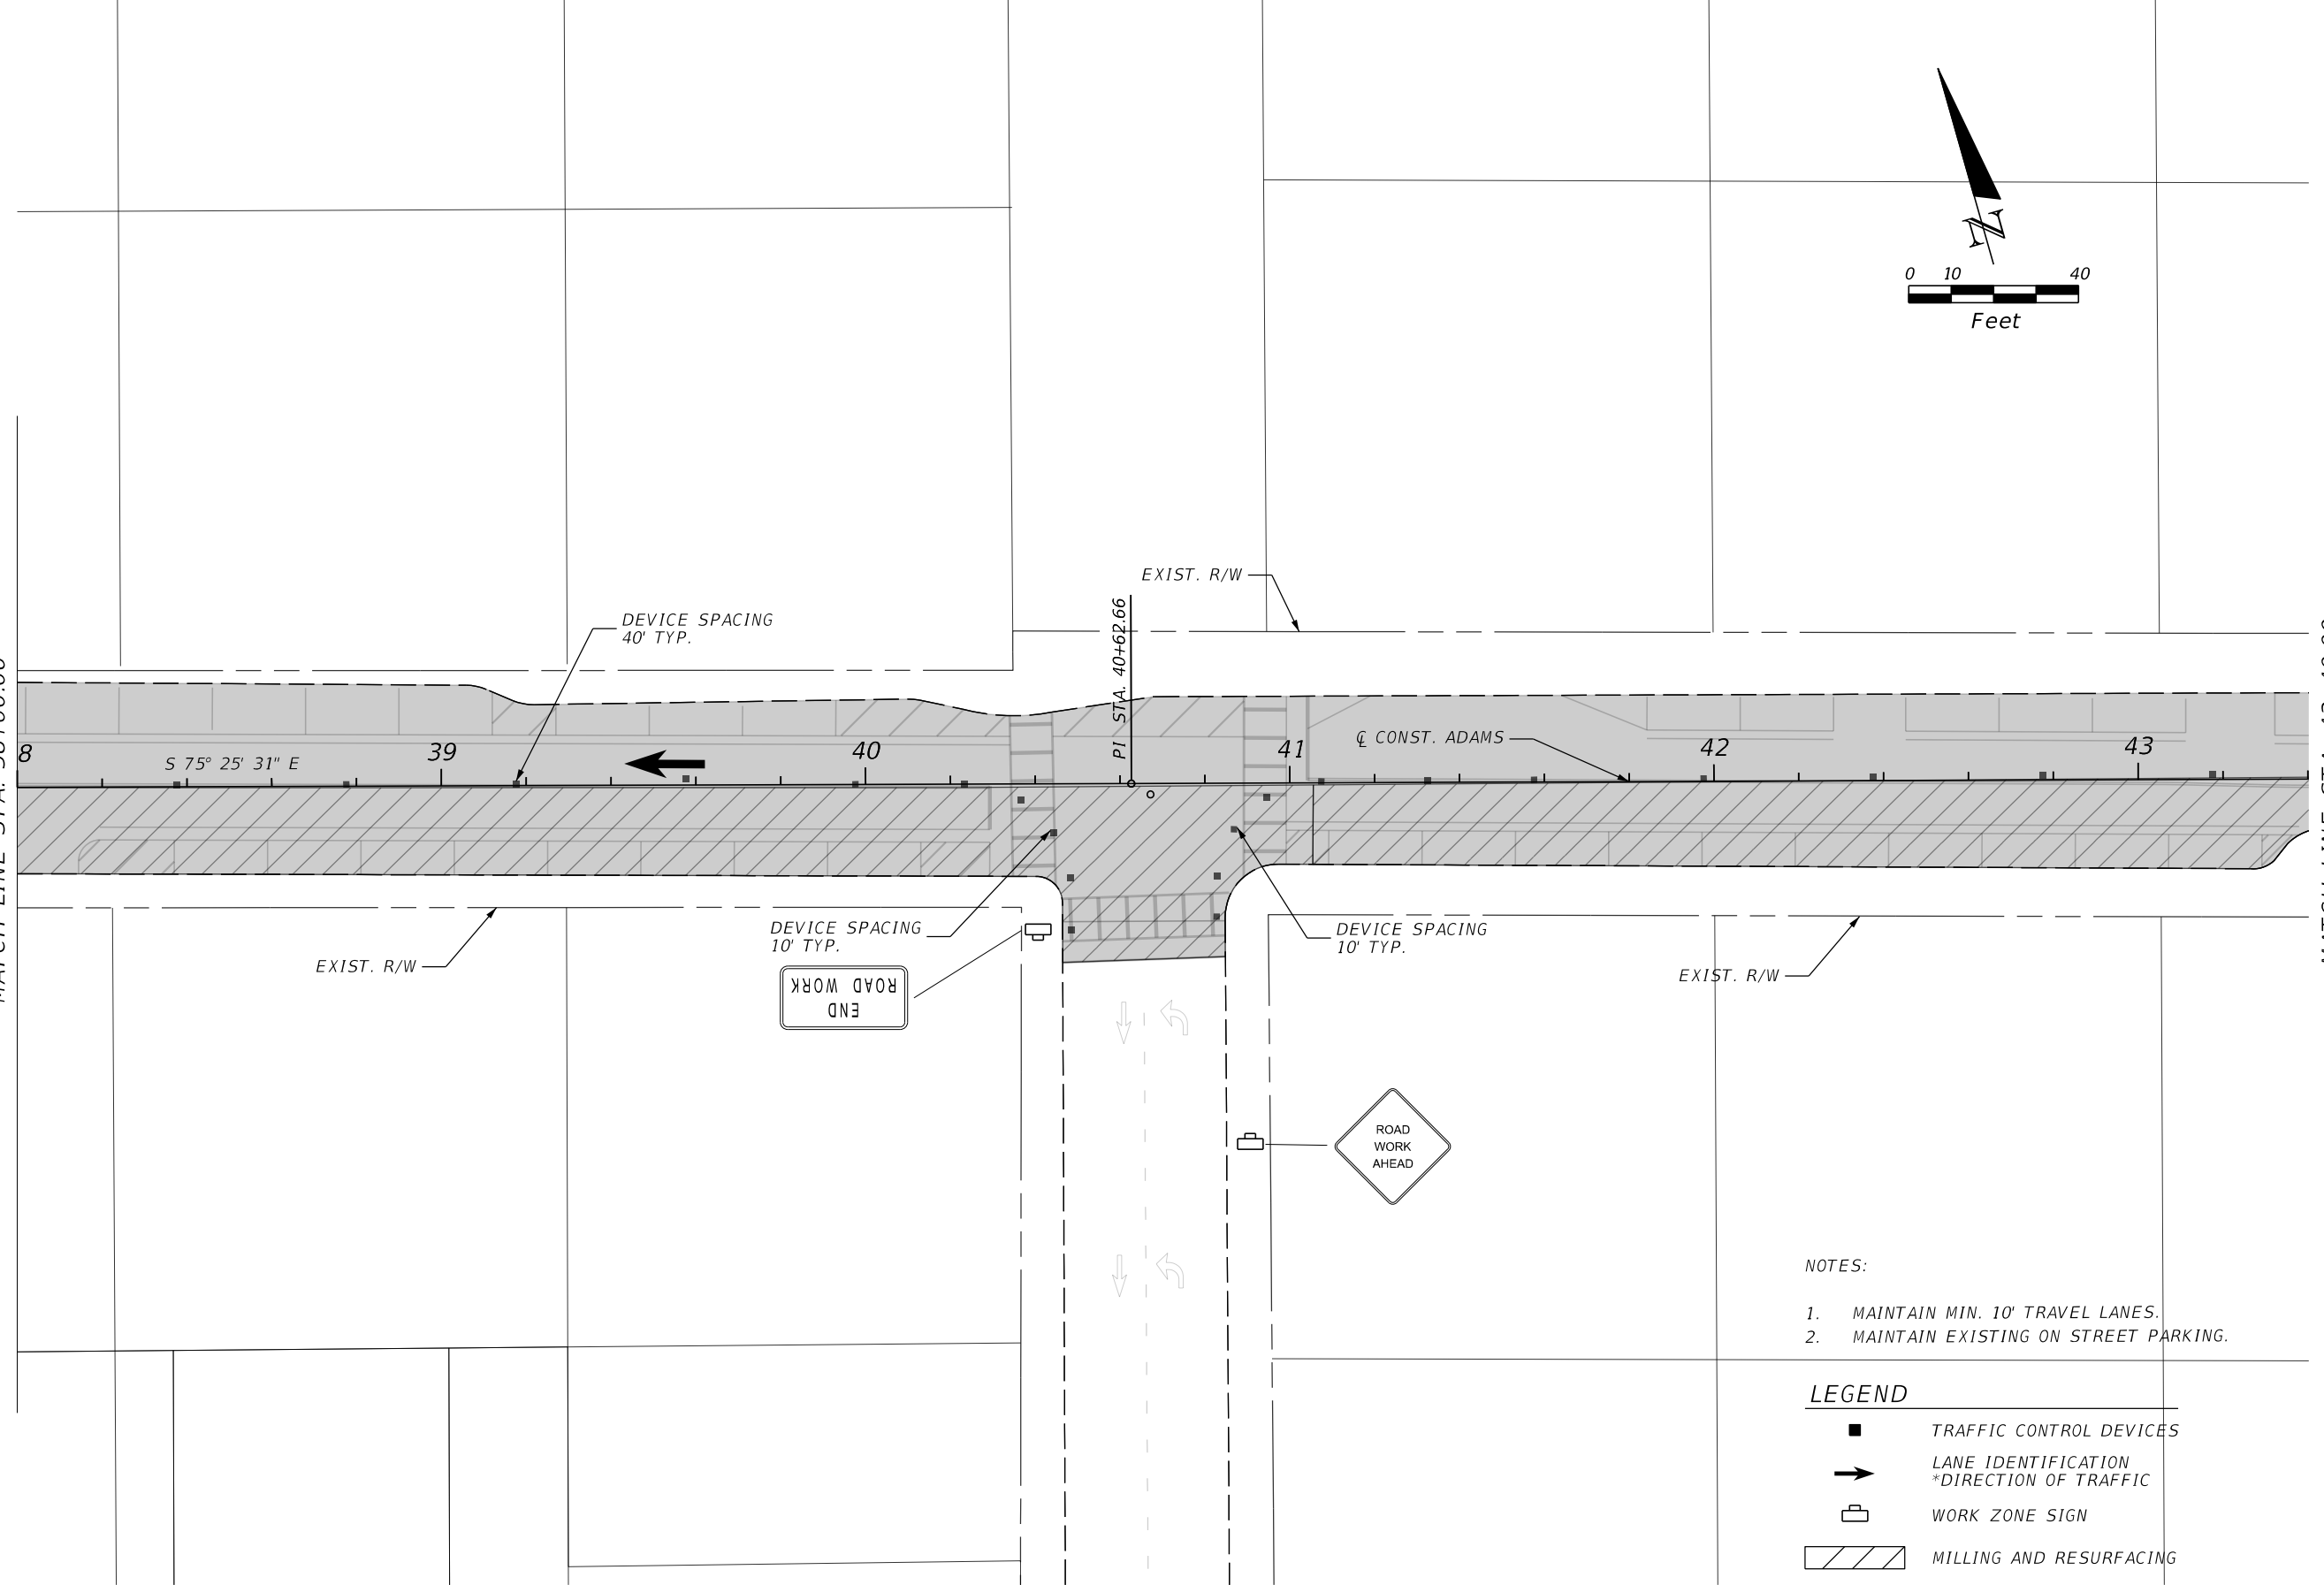 N
0 10 40
Feet
EXIST. R/W
DEVICE SPACING
40' TYP.
PI STA. 40+62.66
8
S 75° 25' 31" E
39
40
41
℄ CONST. ADAMS
42
43
DEVICE SPACING
10' TYP.
EXIST. R/W
DEVICE SPACING
10' TYP.
EXIST. R/W
END
ROAD WORK
ROAD
WORK
AHEAD
NOTES:
1. MAINTAIN MIN. 10' TRAVEL LANES.
2. MAINTAIN EXISTING ON STREET PARKING.
LEGEND
TRAFFIC CONTROL DEVICES
LANE IDENTIFICATION
*DIRECTION OF TRAFFIC
WORK ZONE SIGN
MILLING AND RESURFACING